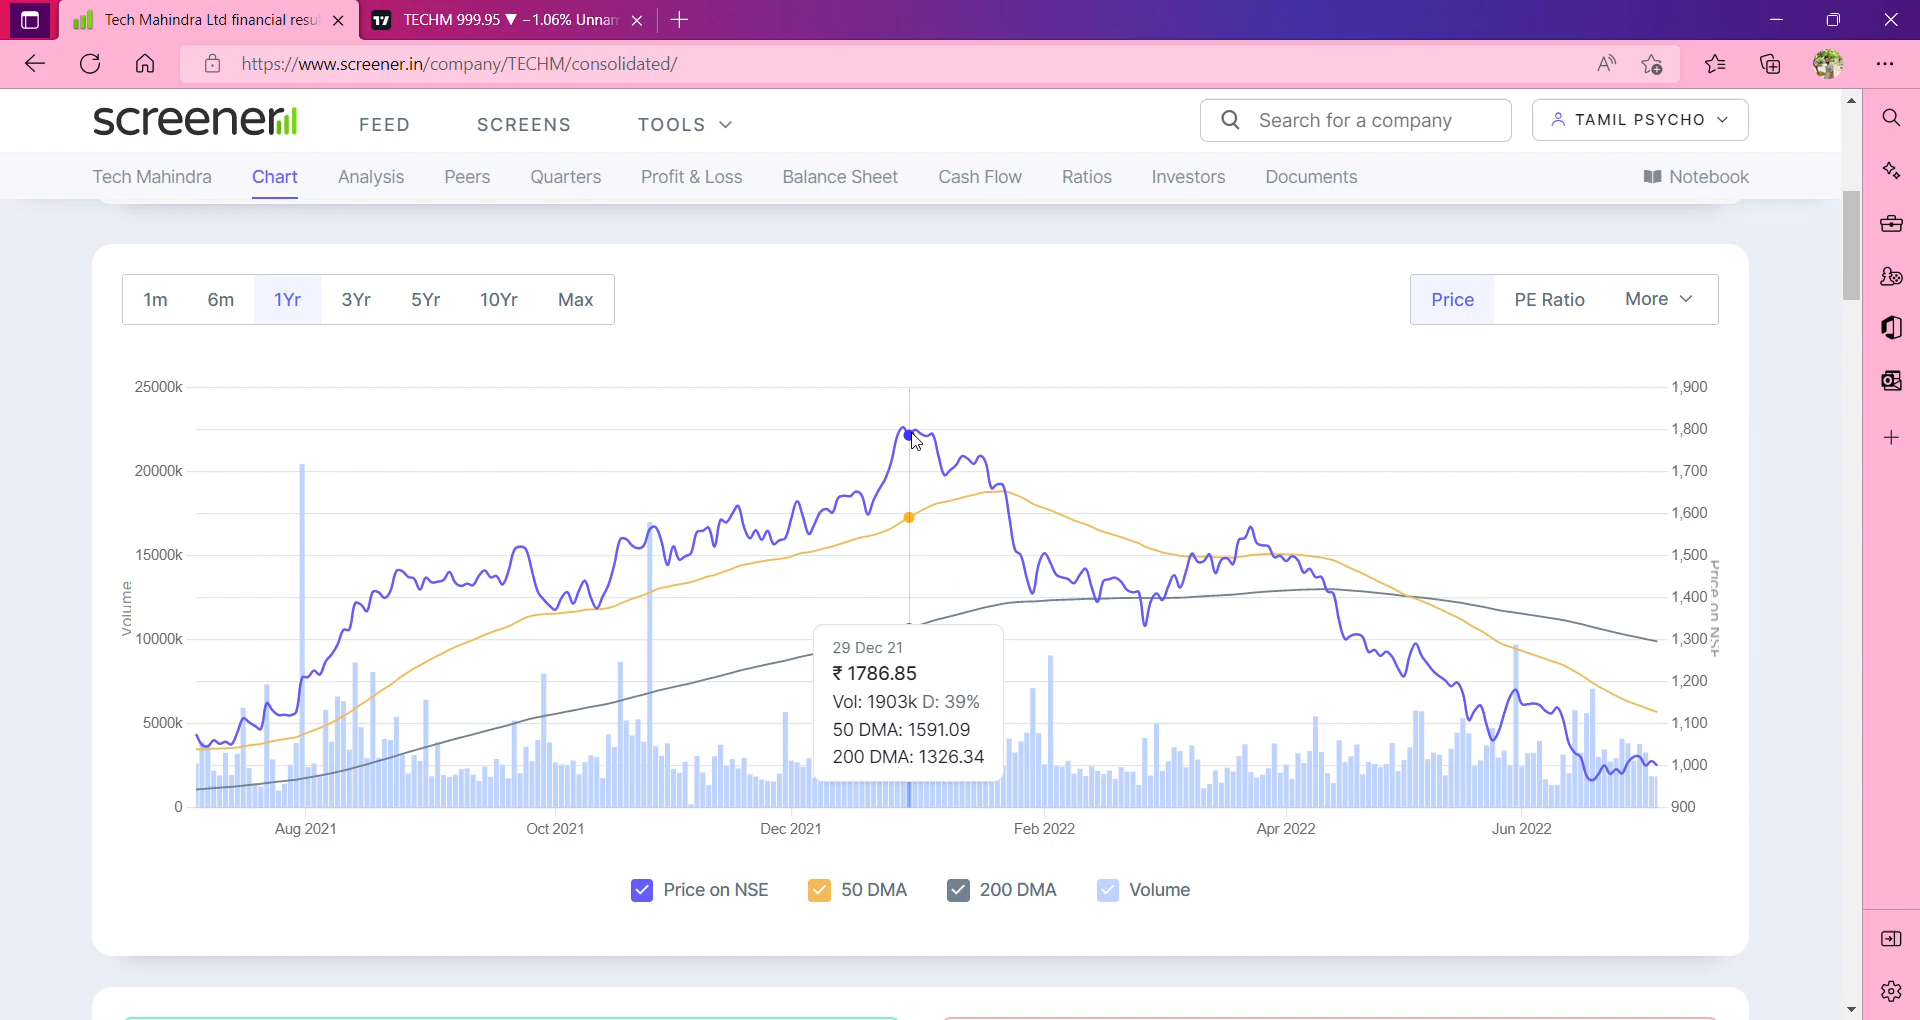 Tech Mahindra Ltd financial resu
TECHM 999.95 ▼ −1.06% Unnan
https://www.screener.in/company/TECHM/consolidated/
screener
FEED
SCREENS
TOOLS
Search for a company
TAMIL PSYCHO
Tech Mahindra
Chart
Analysis
Peers
Quarters
Profit & Loss
Balance Sheet
Cash Flow
Ratios
Investors
Documents
Notebook
1m
6m
1Yr
3Yr
5Yr
10Yr
Max
Price
PE Ratio
More
25000k
20000k
15000k
10000k
5000k
0
Volume
1,900
1,800
1,700
1,600
1,500
1,400
1,300
1,200
1,100
1,000
900
Price on NSE
29 Dec 21
₹ 1786.85
Vol: 1903k D: 39%
50 DMA: 1591.09
200 DMA: 1326.34
Aug 2021
Oct 2021
Dec 2021
Feb 2022
Apr 2022
Jun 2022
Price on NSE
50 DMA
200 DMA
Volume